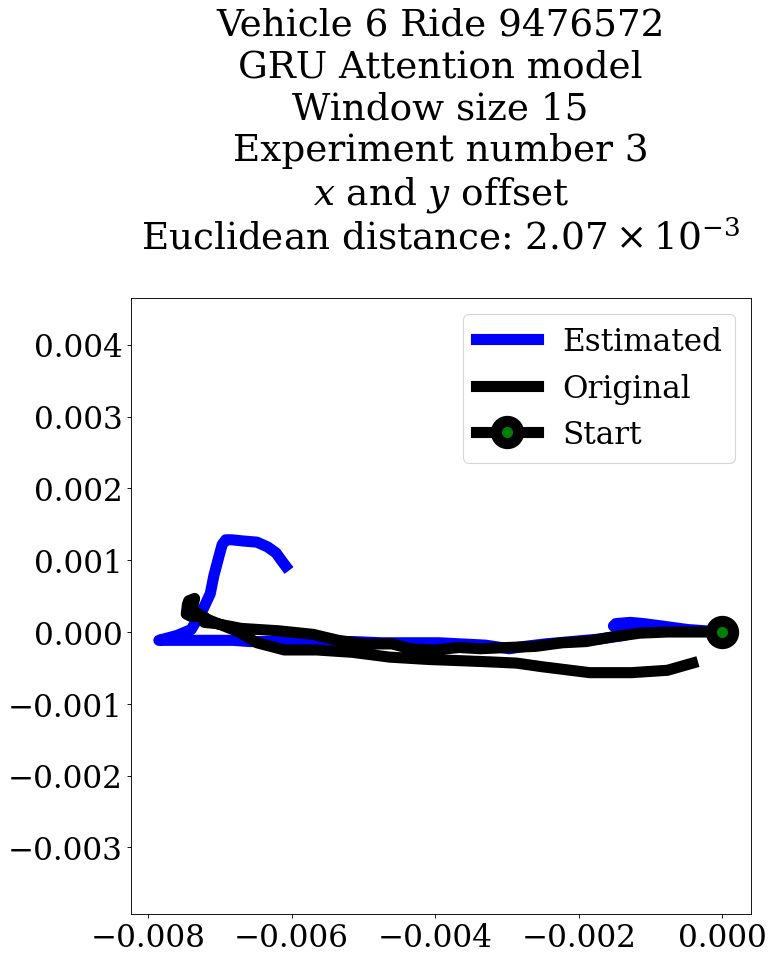 Vehicle 6 Ride 9476572
GRU Attention model
Window size 15
Experiment number 3
x and y offset
Euclidean distance: 2.07 × 10⁻³
Estimated
Original
Start
0.004
0.003
0.002
0.001
0.000
−0.001
−0.002
−0.003
−0.008 −0.006 −0.004 −0.002 0.000